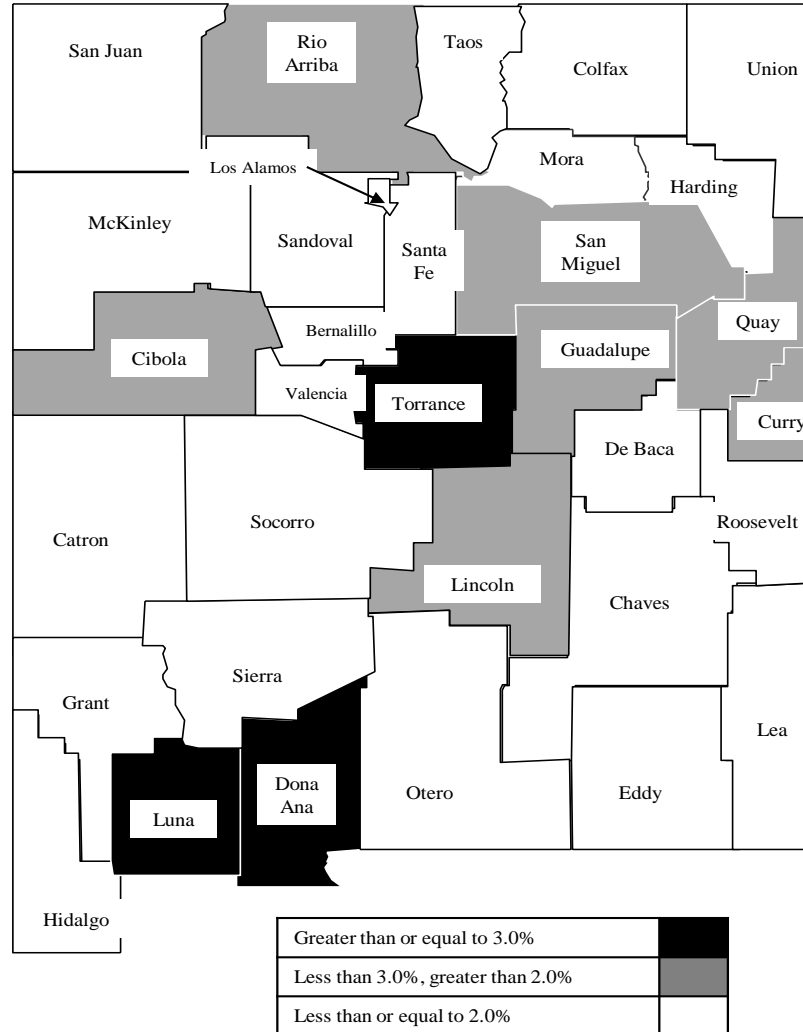 San Juan
Rio
Arriba
Taos
Colfax
Union
Los Alamos
Mora
Harding
McKinley
Sandoval
Santa
Fe
San
Miguel
Bernalillo
Quay
Cibola
Guadalupe
Valencia
Torrance
Curry
De Baca
Socorro
Roosevelt
Catron
Lincoln
Chaves
Sierra
Grant
Lea
Dona
Ana
Otero
Eddy
Luna
Hidalgo
Greater than or equal to 3.0%
Less than 3.0%, greater than 2.0%
Less than or equal to 2.0%